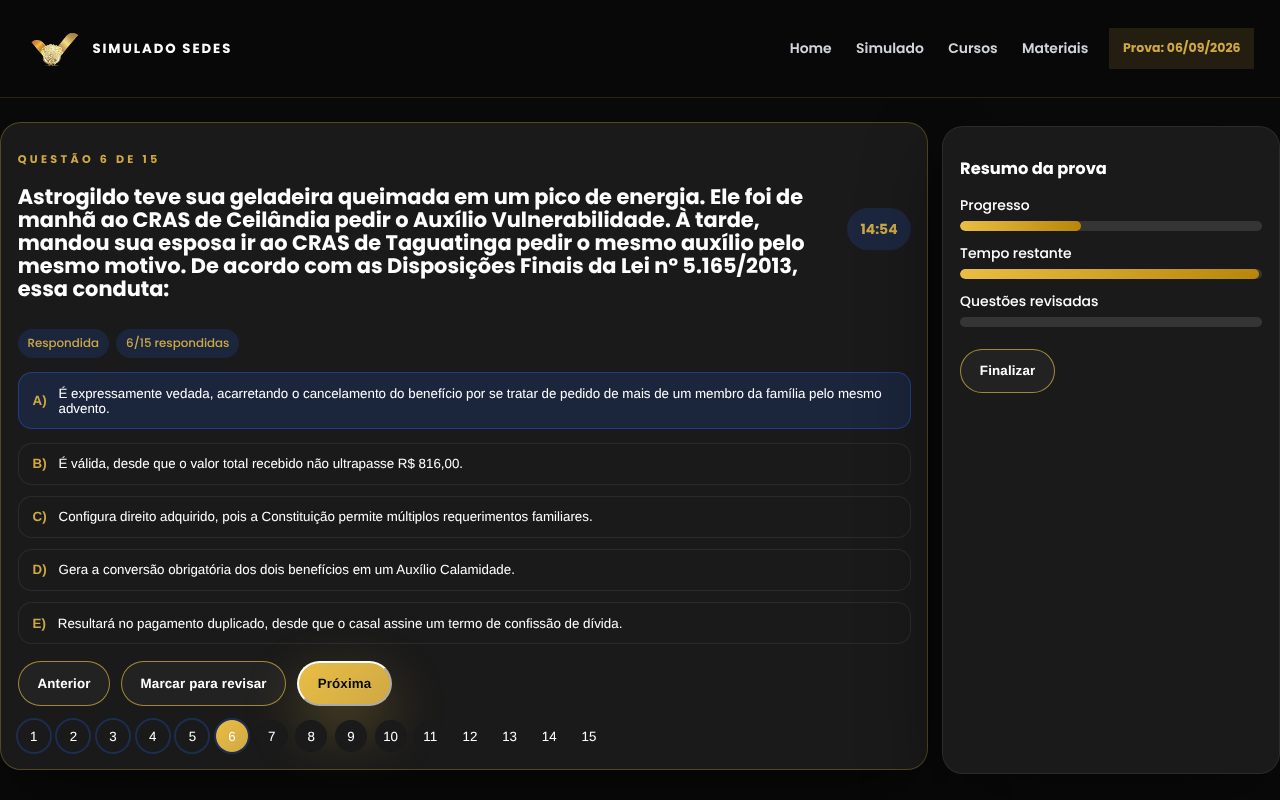 SIMULADO SEDES
Home Simulado Cursos Materiais Prova: 06/09/2026
QUESTÃO 6 DE 15
Astrogildo teve sua geladeira queimada em um pico de energia. Ele foi de
manhã ao CRAS de Ceilândia pedir o Auxílio Vulnerabilidade. À tarde,
mandou sua esposa ir ao CRAS de Taguatinga pedir o mesmo auxílio pelo
mesmo motivo. De acordo com as Disposições Finais da Lei nº 5.165/2013,
essa conduta:
14:54
Respondida 6/15 respondidas
A) É expressamente vedada, acarretando o cancelamento do benefício por se tratar de pedido de mais de um membro da família pelo mesmo
advento.
B) É válida, desde que o valor total recebido não ultrapasse R$ 816,00.
C) Configura direito adquirido, pois a Constituição permite múltiplos requerimentos familiares.
D) Gera a conversão obrigatória dos dois benefícios em um Auxílio Calamidade.
E) Resultará no pagamento duplicado, desde que o casal assine um termo de confissão de dívida.
Anterior Marcar para revisar Próxima
1 2 3 4 5 6 7 8 9 10 11 12 13 14 15
Resumo da prova
Progresso
Tempo restante
Questões revisadas
Finalizar